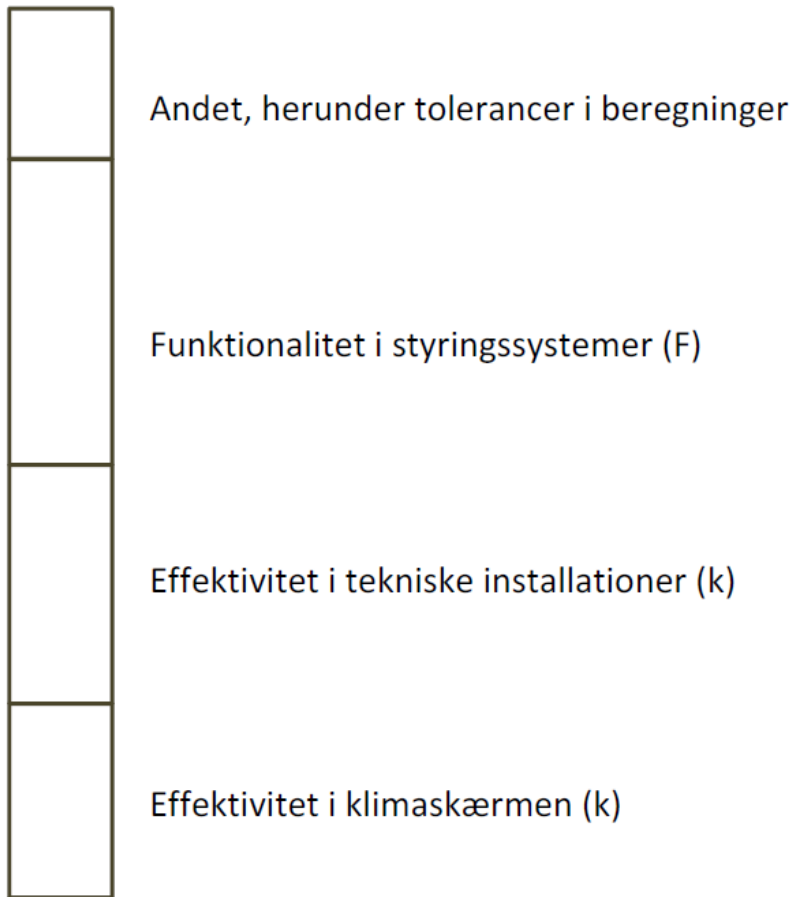 Andet, herunder tolerancer i beregninger
Funktionalitet i styringssystemer (F)
Effektivitet i tekniske installationer (k)
Effektivitet i klimaskærmen (k)